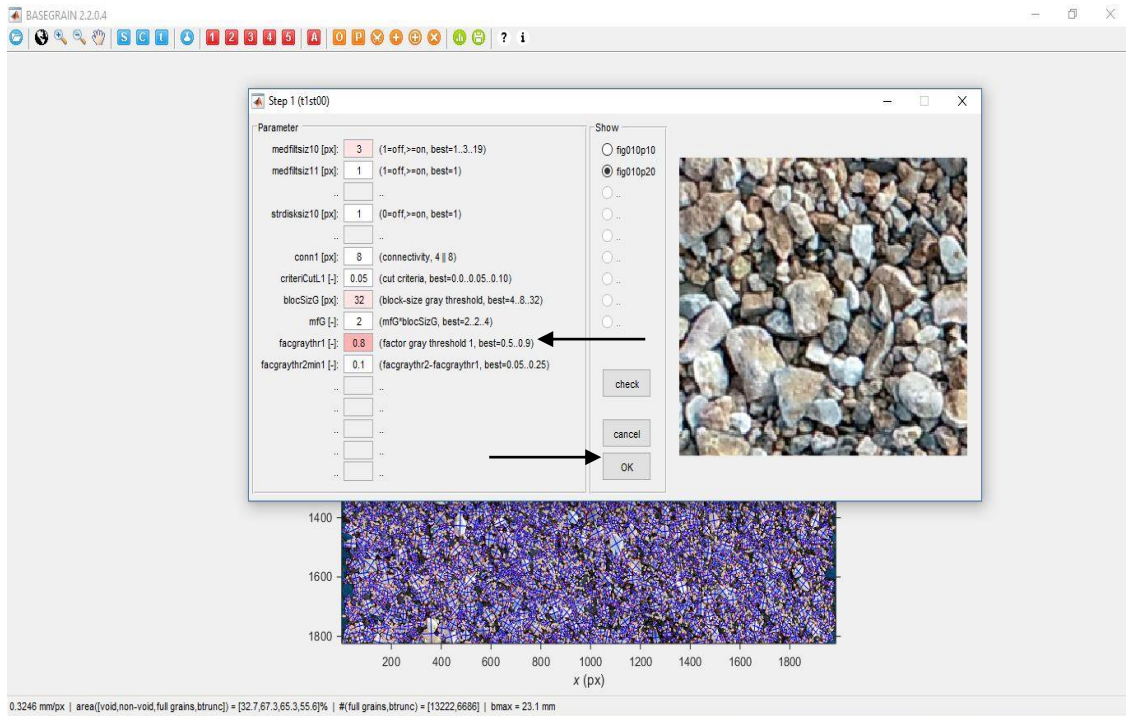 BASEGRAIN 2.2.0.4
S C I 1 2 3 4 5 A O P ? i
Step 1 (t1st00)
Parameter
medfiltsiz10 [px]: 3 (1=off,>=on, best=1..3..19)
medfiltsiz11 [px]: 1 (1=off,>=on, best=1)
.. ..
strdisksiz10 [px]: 1 (0=off,>=on, best=1)
.. ..
conn1 [px]: 8 (connectivity, 4 || 8)
criteriCutL1 [-]: 0.05 (cut criteria, best=0.0..0.05..0.10)
blocSizG [px]: 32 (block-size gray threshold, best=4..8..32)
mfG [-]: 2 (mfG*blocSizG, best=2..2..4)
facgraythr1 [-]: 0.8 (factor gray threshold 1, best=0.5..0.9)
facgraythr2min1 [-]: 0.1 (facgraythr2-facgraythr1, best=0.05..0.25)
.. ..
.. ..
.. ..
.. ..
.. ..
Show
fig010p10
fig010p20
..
..
..
..
..
..
..
check
cancel
OK
1400
1600
1800
200 400 600 800 1000 1200 1400 1600 1800
x (px)
0.3246 mm/px | area([void,non-void,full grains,btrunc]) = [32.7,67.3,65.3,55.6]% | #(full grains,btrunc) = [13222,6686] | bmax = 23.1 mm